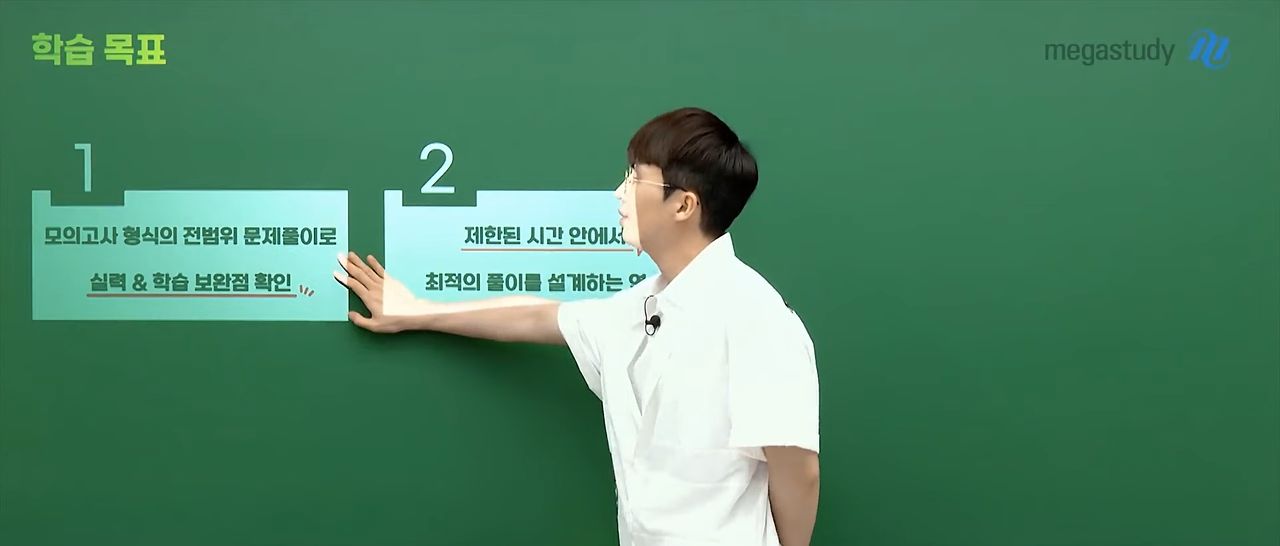 학습 목표
megastudy
1
모의고사 형식의 전범위 문제풀이로
실력 & 학습 보완점 확인
2
제한된 시간 안에서
최적의 풀이를 설계하는